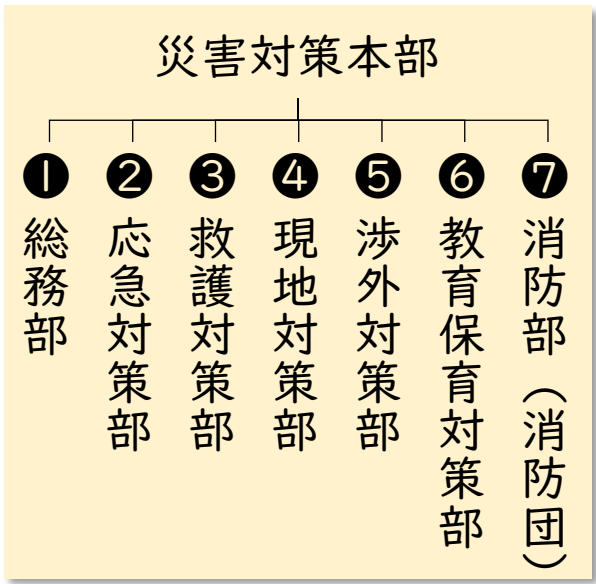 災害対策本部
❶総務部
❷応急対策部
❸救護対策部
❹現地対策部
❺渉外対策部
❻教育保育対策部
❼消防部（消防団）